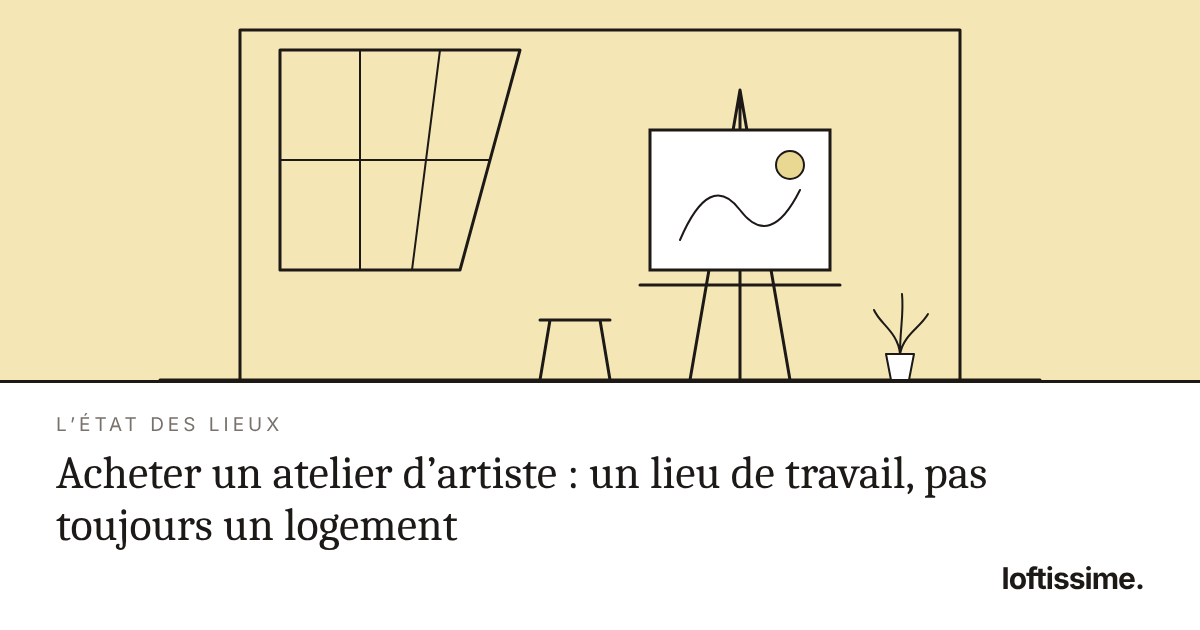 L’ÉTAT DES LIEUX
Acheter un atelier d’artiste : un lieu de travail, pas
toujours un logement
loftissime.